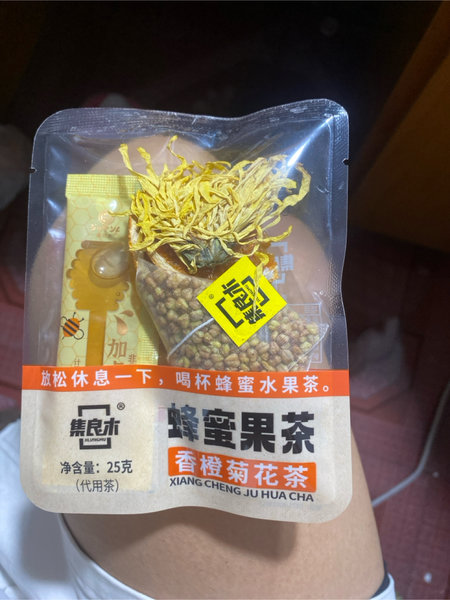 集良木
加
放松休息一下，喝杯蜂蜜水果茶。
集良木®
JILIANGMU
蜂蜜果茶
净含量：25克
（代用茶）
香橙菊花茶
XIANG CHENG JU HUA CHA